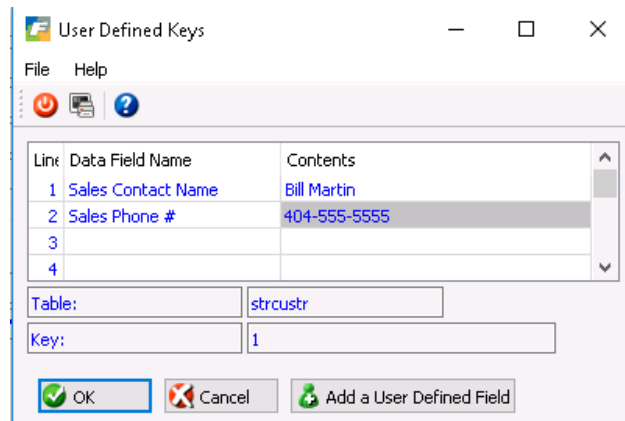 User Defined Keys
File Help
Line Data Field Name Contents
1 Sales Contact Name Bill Martin
2 Sales Phone # 404-555-5555
3
4
Table: strcustr
Key: 1
OK Cancel Add a User Defined Field